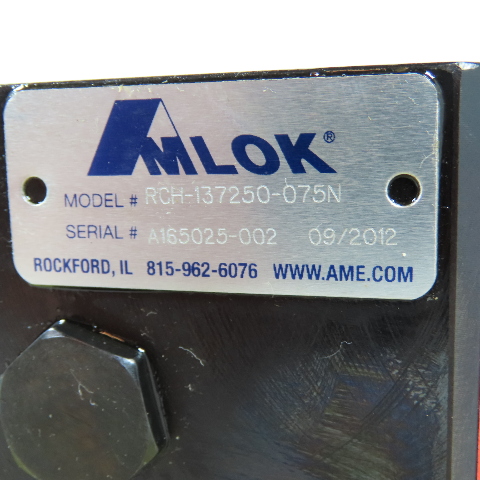 AMLOK®
MODEL # RCH-137250-075N
SERIAL # A165025-002 09/2012
ROCKFORD, IL 815-962-6076 WWW.AME.COM